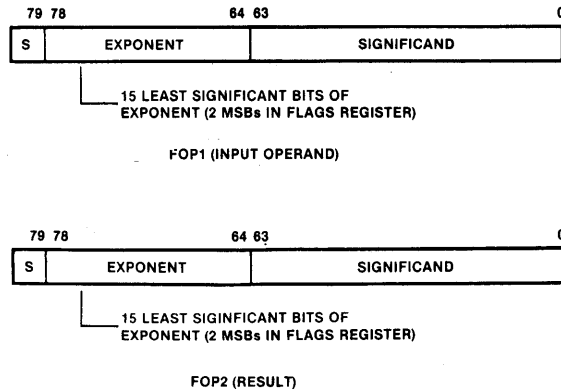 79 78 64 63 0
S EXPONENT SIGNIFICAND
15 LEAST SIGNIFICANT BITS OF
EXPONENT (2 MSBs IN FLAGS REGISTER)
FOP1 (INPUT OPERAND)
79 78 64 63 0
S EXPONENT SIGNIFICAND
15 LEAST SIGINFICANT BITS OF
EXPONENT (2 MSBs IN FLAGS REGISTER)
FOP2 (RESULT)